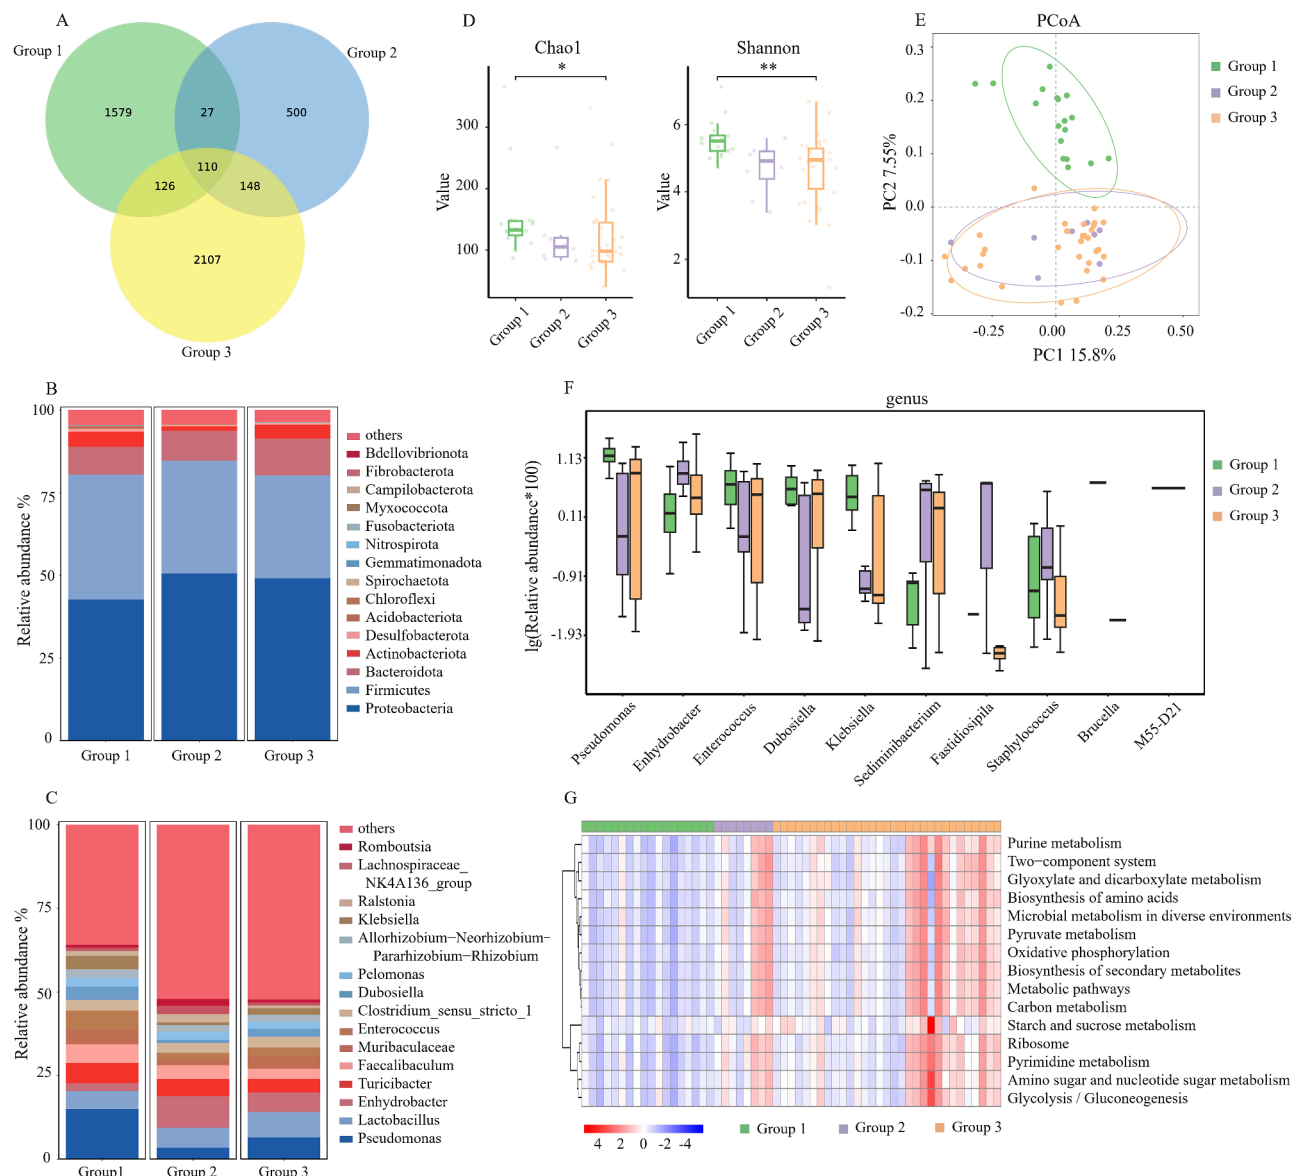 A
Group 1
Group 2
1579
27
500
110
126
148
2107
Group 3
D
Chao1
Shannon
*
**
Value
300
200
100
Group 1
Group 2
Group 3
Value
6
4
2
Group 1
Group 2
Group 3
E
PCoA
0.3
0.2
0.1
0.0
-0.1
-0.2
PC2 7.55%
-0.25
0.00
0.25
0.50
PC1 15.8%
Group 1
Group 2
Group 3
B
100
75
50
25
0
Relative abundance %
Group 1
Group 2
Group 3
others
Bdellovibrionota
Fibrobacterota
Campilobacterota
Myxococcota
Fusobacteriota
Nitrospirota
Gemmatimonadota
Spirochaetota
Chloroflexi
Acidobacteriota
Desulfobacterota
Actinobacteriota
Bacteroidota
Firmicutes
Proteobacteria
F
genus
lg(Relative abundance*100)
1.13
0.11
-0.91
-1.93
Pseudomonas
Enhydrobacter
Enterococcus
Dubosiella
Klebsiella
Sediminibacterium
Fastidiosipila
Staphylococcus
Brucella
M55-D21
Group 1
Group 2
Group 3
C
100
75
50
25
0
Relative abundance %
Group1
Group 2
Group 3
others
Romboutsia
Lachnospiraceae_
NK4A136_group
Ralstonia
Klebsiella
Allorhizobium−Neorhizobium−
Pararhizobium−Rhizobium
Pelomonas
Dubosiella
Clostridium_sensu_stricto_1
Enterococcus
Muribaculaceae
Faecalibaculum
Turicibacter
Enhydrobacter
Lactobacillus
Pseudomonas
G
Purine metabolism
Two−component system
Glyoxylate and dicarboxylate metabolism
Biosynthesis of amino acids
Microbial metabolism in diverse environments
Pyruvate metabolism
Oxidative phosphorylation
Biosynthesis of secondary metabolites
Metabolic pathways
Carbon metabolism
Starch and sucrose metabolism
Ribosome
Pyrimidine metabolism
Amino sugar and nucleotide sugar metabolism
Glycolysis / Gluconeogenesis
4 2 0 -2 -4
Group 1
Group 2
Group 3